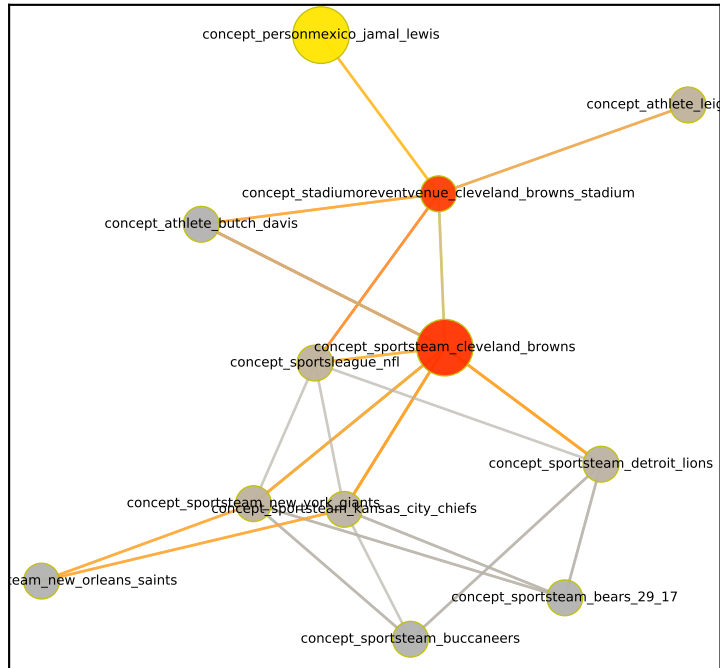 concept_personmexico_jamal_lewis
concept_athlete_leig
concept_stadiumoreventvenue_cleveland_browns_stadium
concept_athlete_butch_davis
concept_sportsteam_cleveland_browns
concept_sportsleague_nfl
concept_sportsteam_detroit_lions
concept_sportsteam_new_york_giants
concept_sportsteam_kansas_city_chiefs
team_new_orleans_saints
concept_sportsteam_bears_29_17
concept_sportsteam_buccaneers